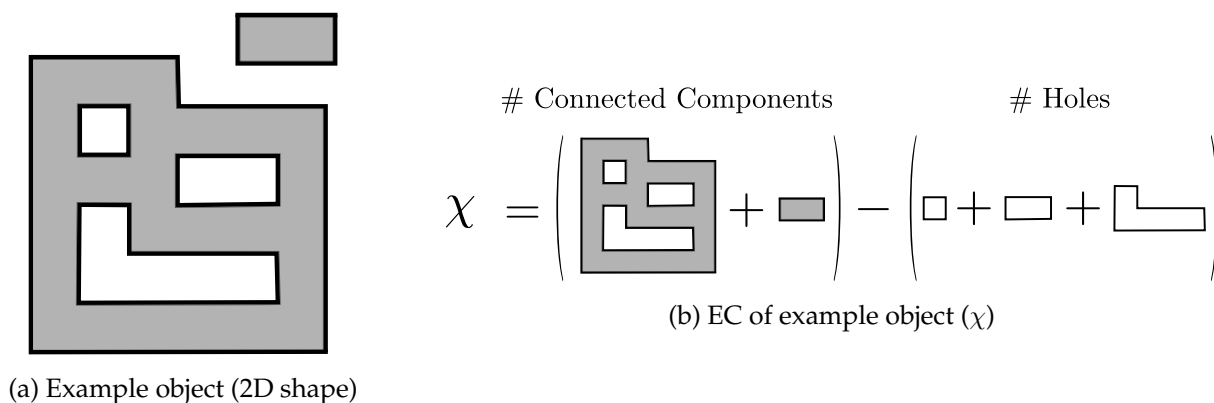 # Connected Components
# Holes
χ = ( + ) − ( + + )
(b) EC of example object (χ)
(a) Example object (2D shape)